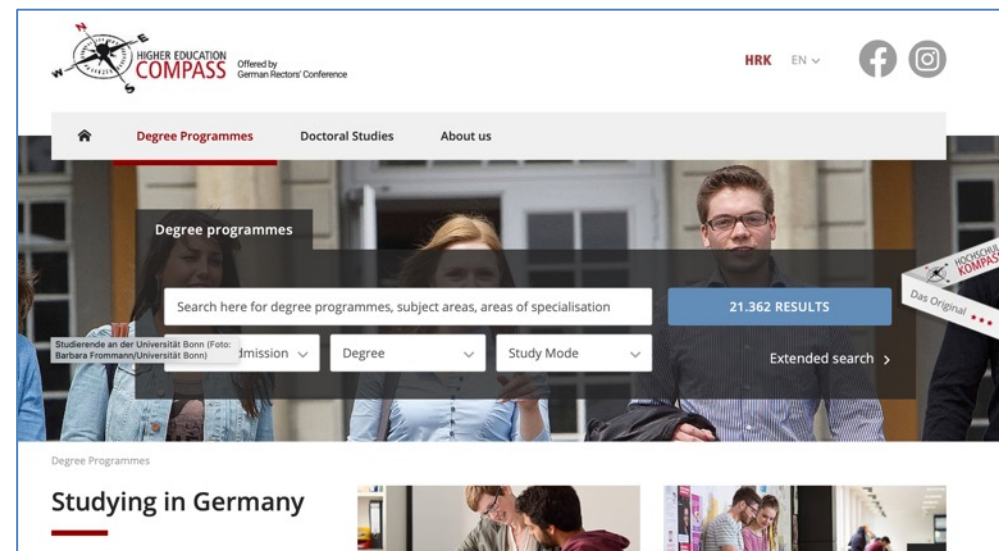 N
E
W
S
HIGHER EDUCATION
COMPASS
Offered by
German Rectors' Conference
HRK EN
Degree Programmes Doctoral Studies About us
Degree programmes
Search here for degree programmes, subject areas, areas of specialisation 21.362 RESULTS
HOCHSCHUL
KOMPASS
Das Original
Studierende an der Universität Bonn (Foto:
Barbara Frommann/Universität Bonn)
Degree Study Mode Extended search
Degree Programmes
Studying in Germany